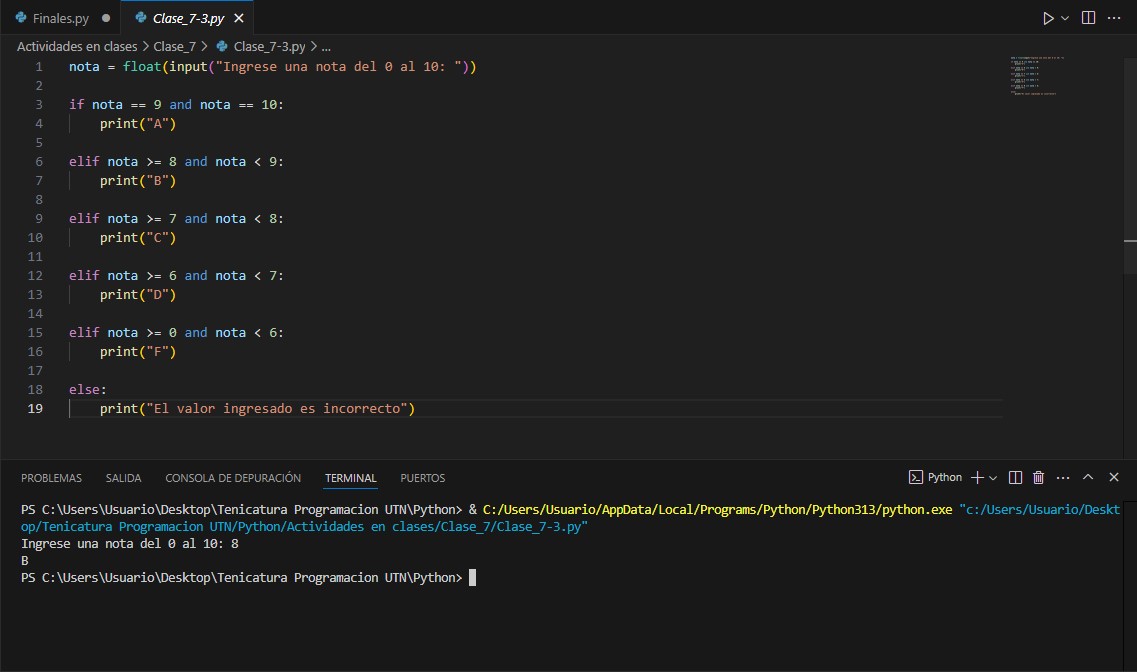 Finales.py
Clase_7-3.py
Actividades en clases > Clase_7 > Clase_7-3.py > ...
1 nota = float(input("Ingrese una nota del 0 al 10: "))
2
3 if nota == 9 and nota == 10:
4     print("A")
5
6 elif nota >= 8 and nota < 9:
7     print("B")
8
9 elif nota >= 7 and nota < 8:
10     print("C")
11
12 elif nota >= 6 and nota < 7:
13     print("D")
14
15 elif nota >= 0 and nota < 6:
16     print("F")
17
18 else:
19     print("El valor ingresado es incorrecto")
PROBLEMAS SALIDA CONSOLA DE DEPURACIÓN TERMINAL PUERTOS Python
PS C:\Users\Usuario\Desktop\Tenicatura Programacion UTN\Python> & C:/Users/Usuario/AppData/Local/Programs/Python/Python313/python.exe "c:/Users/Usuario/Deskt
op/Tenicatura Programacion UTN/Python/Actividades en clases/Clase_7/Clase_7-3.py"
Ingrese una nota del 0 al 10: 8
B
PS C:\Users\Usuario\Desktop\Tenicatura Programacion UTN\Python>